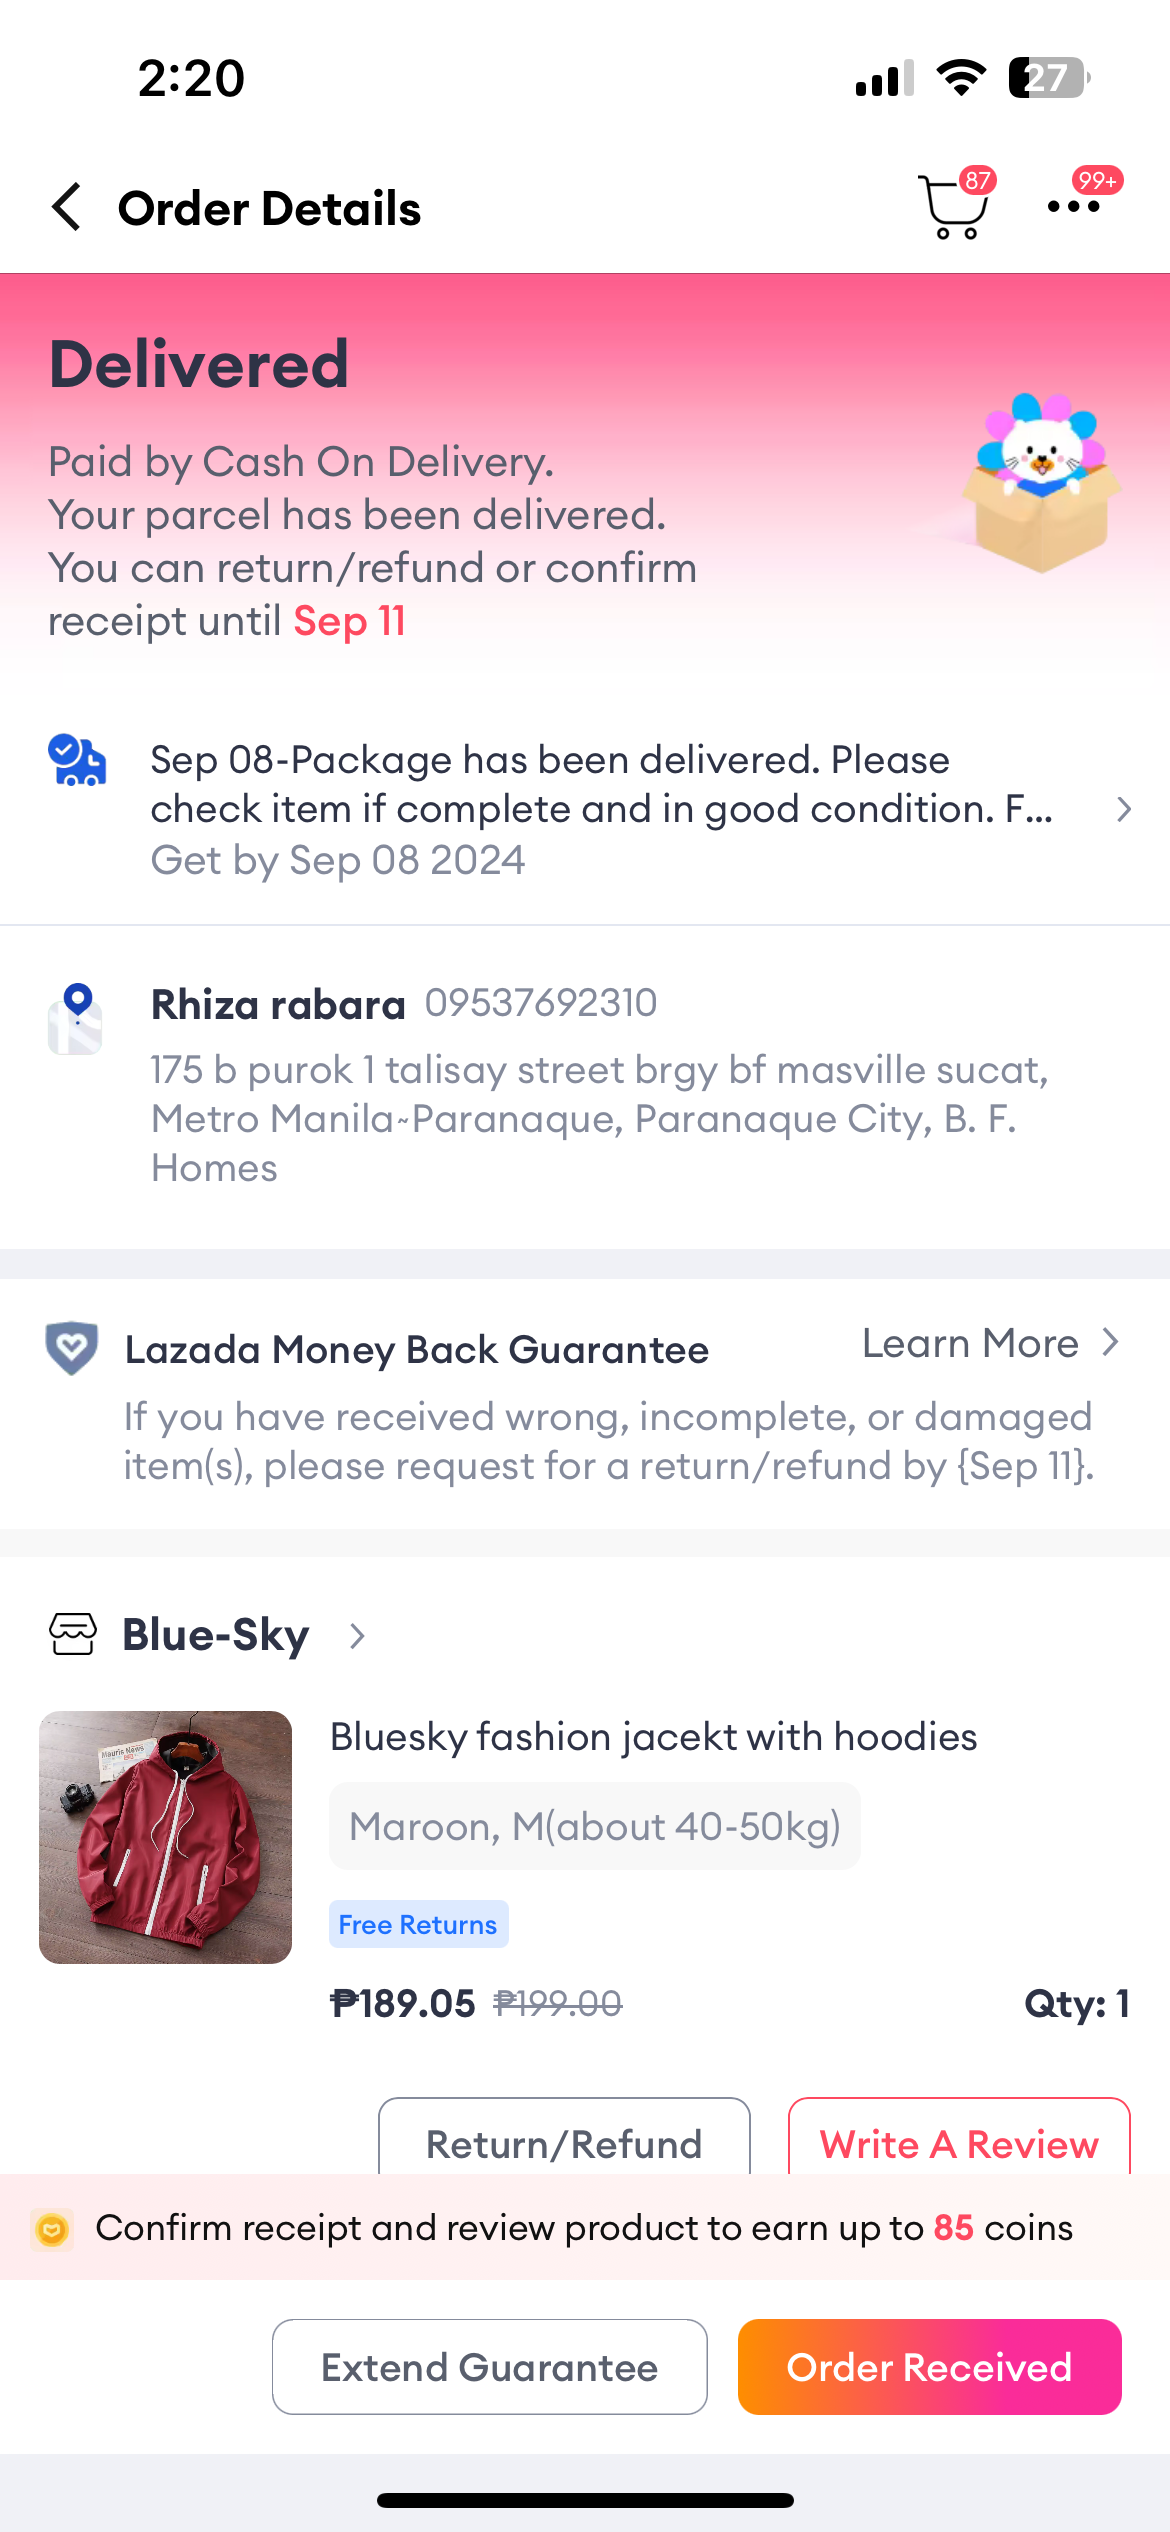 2:20
27
Order Details
87
99+
Delivered
Paid by Cash On Delivery.
Your parcel has been delivered.
You can return/refund or confirm
receipt until Sep 11
Sep 08-Package has been delivered. Please
check item if complete and in good condition. F...
Get by Sep 08 2024
Rhiza rabara 09537692310
175 b purok 1 talisay street brgy bf masville sucat,
Metro Manila~Paranaque, Paranaque City, B. F.
Homes
Lazada Money Back Guarantee
Learn More
If you have received wrong, incomplete, or damaged
item(s), please request for a return/refund by {Sep 11}.
Blue-Sky
Mauris News
Bluesky fashion jacekt with hoodies
Maroon, M(about 40-50kg)
Free Returns
₱189.05 ₱199.00
Qty: 1
Return/Refund
Write A Review
Confirm receipt and review product to earn up to 85 coins
Extend Guarantee
Order Received